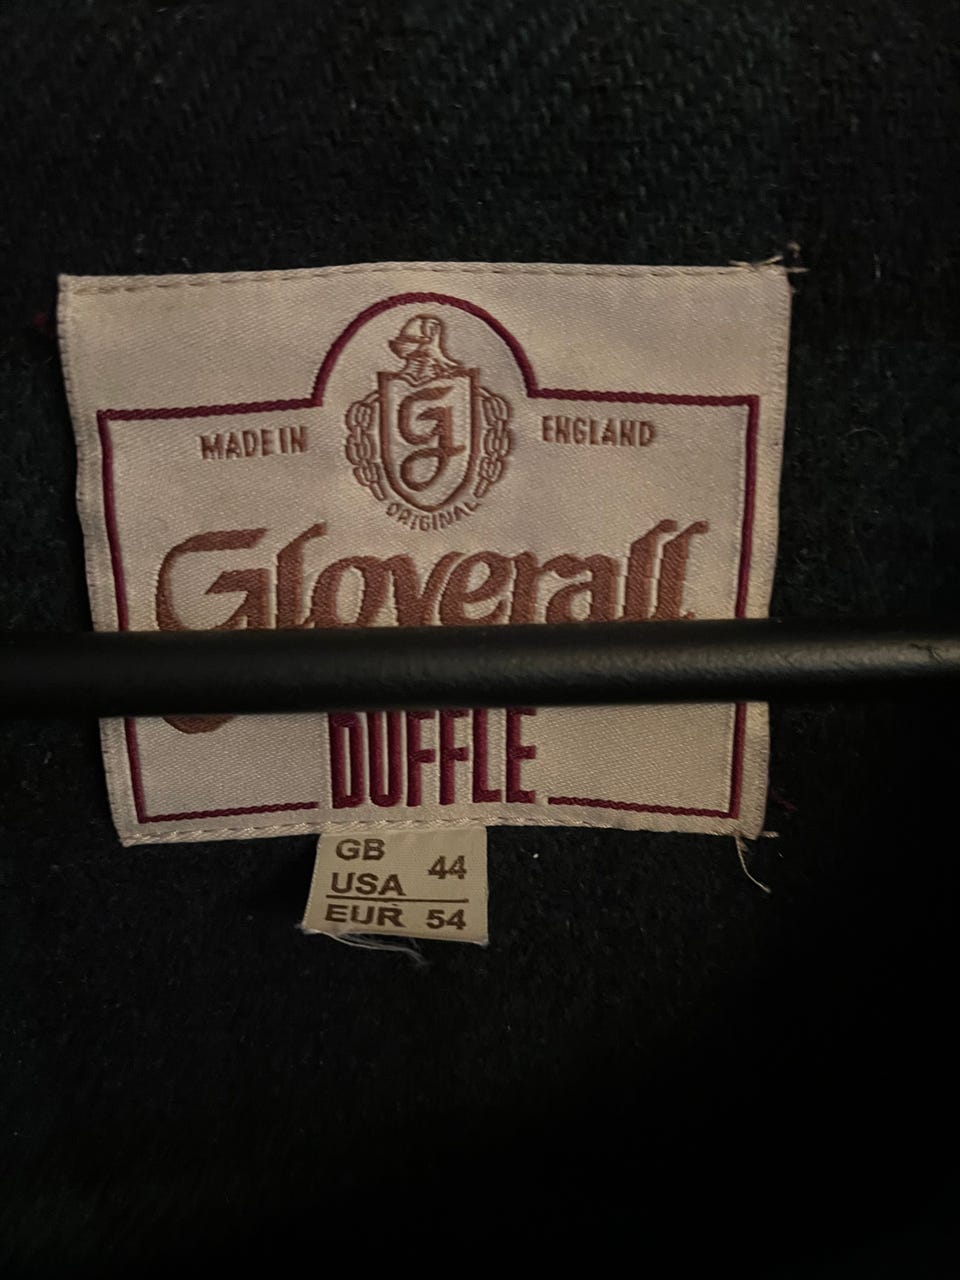 MADE IN ENGLAND
G
ORIGINAL
Gloverall
DUFFLE
GB
44
USA
EUR 54